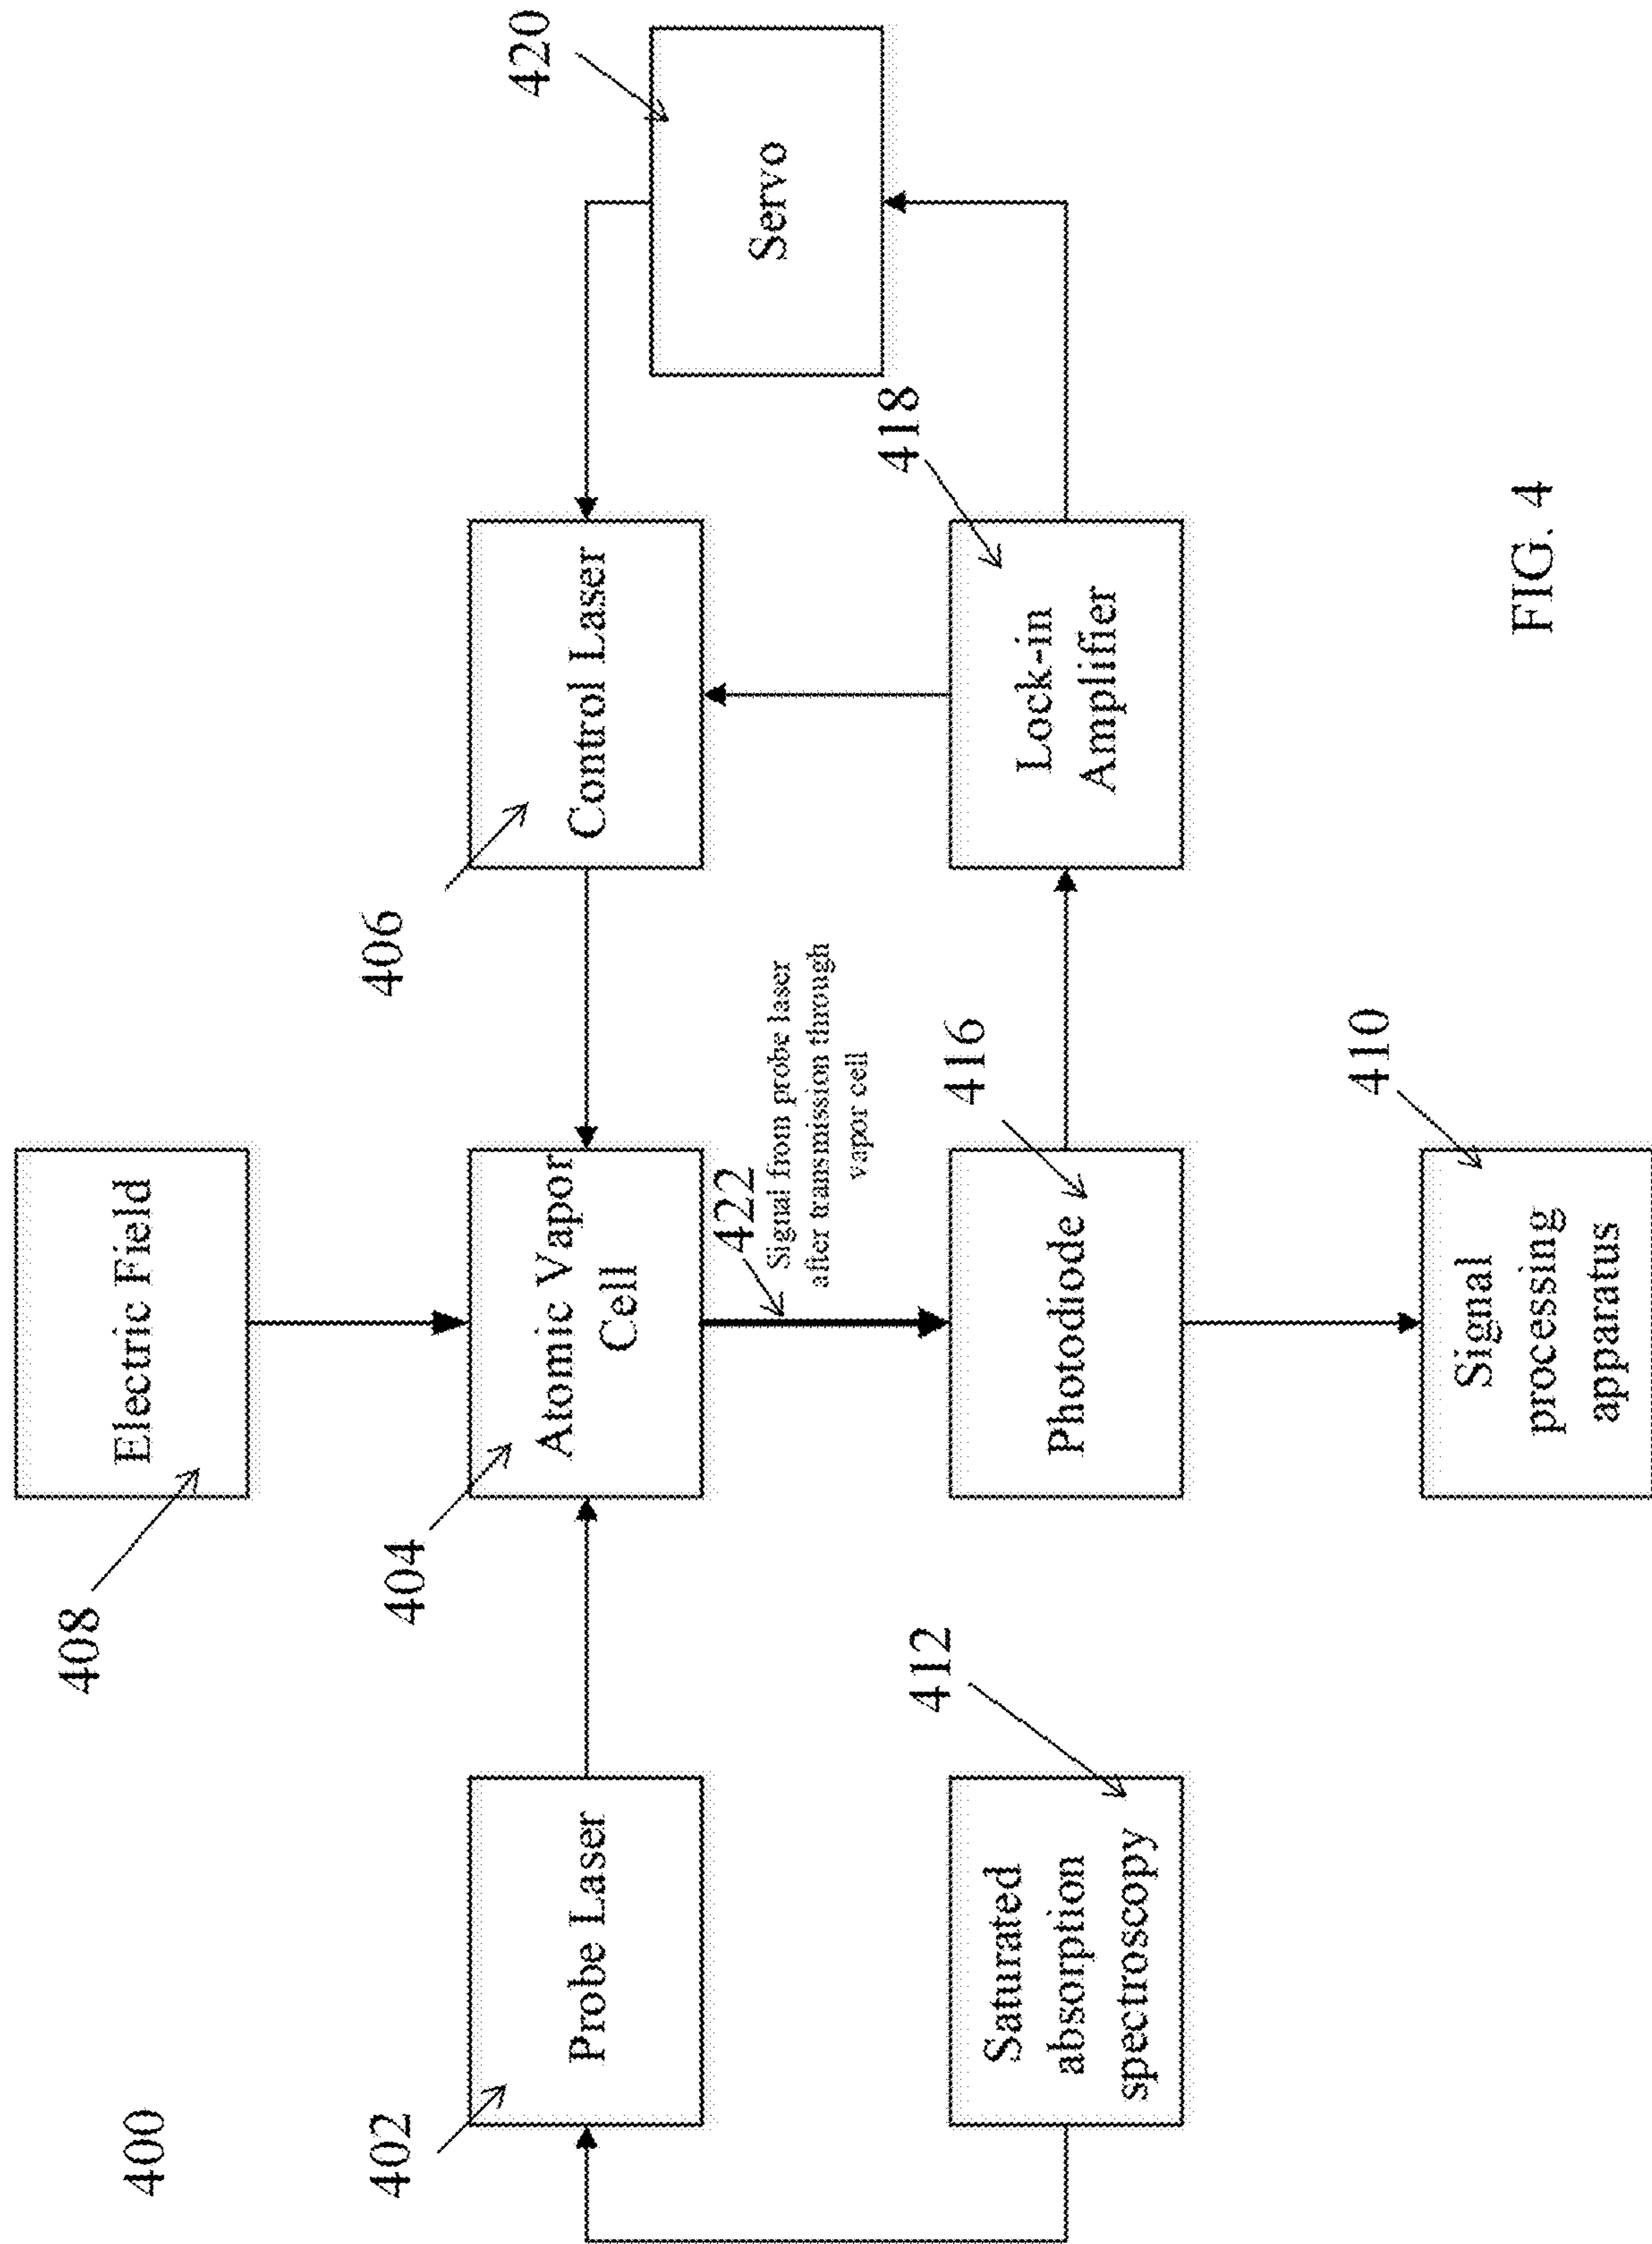 400
408
Electric Field
402
Probe Laser
404
Atomic Vapor
Cell
406
Control Laser
420
Servo
422
Signal from probe laser
after transmission through
vapor cell
412
Saturated
absorption
spectroscopy
416
Photodiode
418
Lock-in
Amplifier
410
Signal
processing
apparatus
FIG. 4